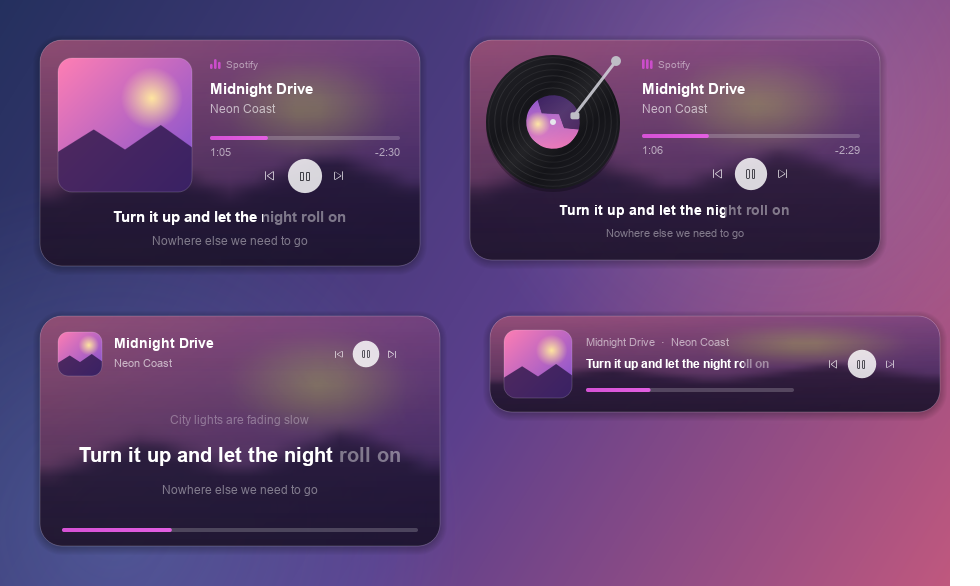 Spotify
Midnight Drive
Neon Coast
1:05 -2:30
Turn it up and let the night roll on
Nowhere else we need to go
Spotify
Midnight Drive
Neon Coast
1:06 -2:29
Turn it up and let the night roll on
Nowhere else we need to go
Midnight Drive
Neon Coast
City lights are fading slow
Turn it up and let the night roll on
Nowhere else we need to go
Midnight Drive · Neon Coast
Turn it up and let the night roll on